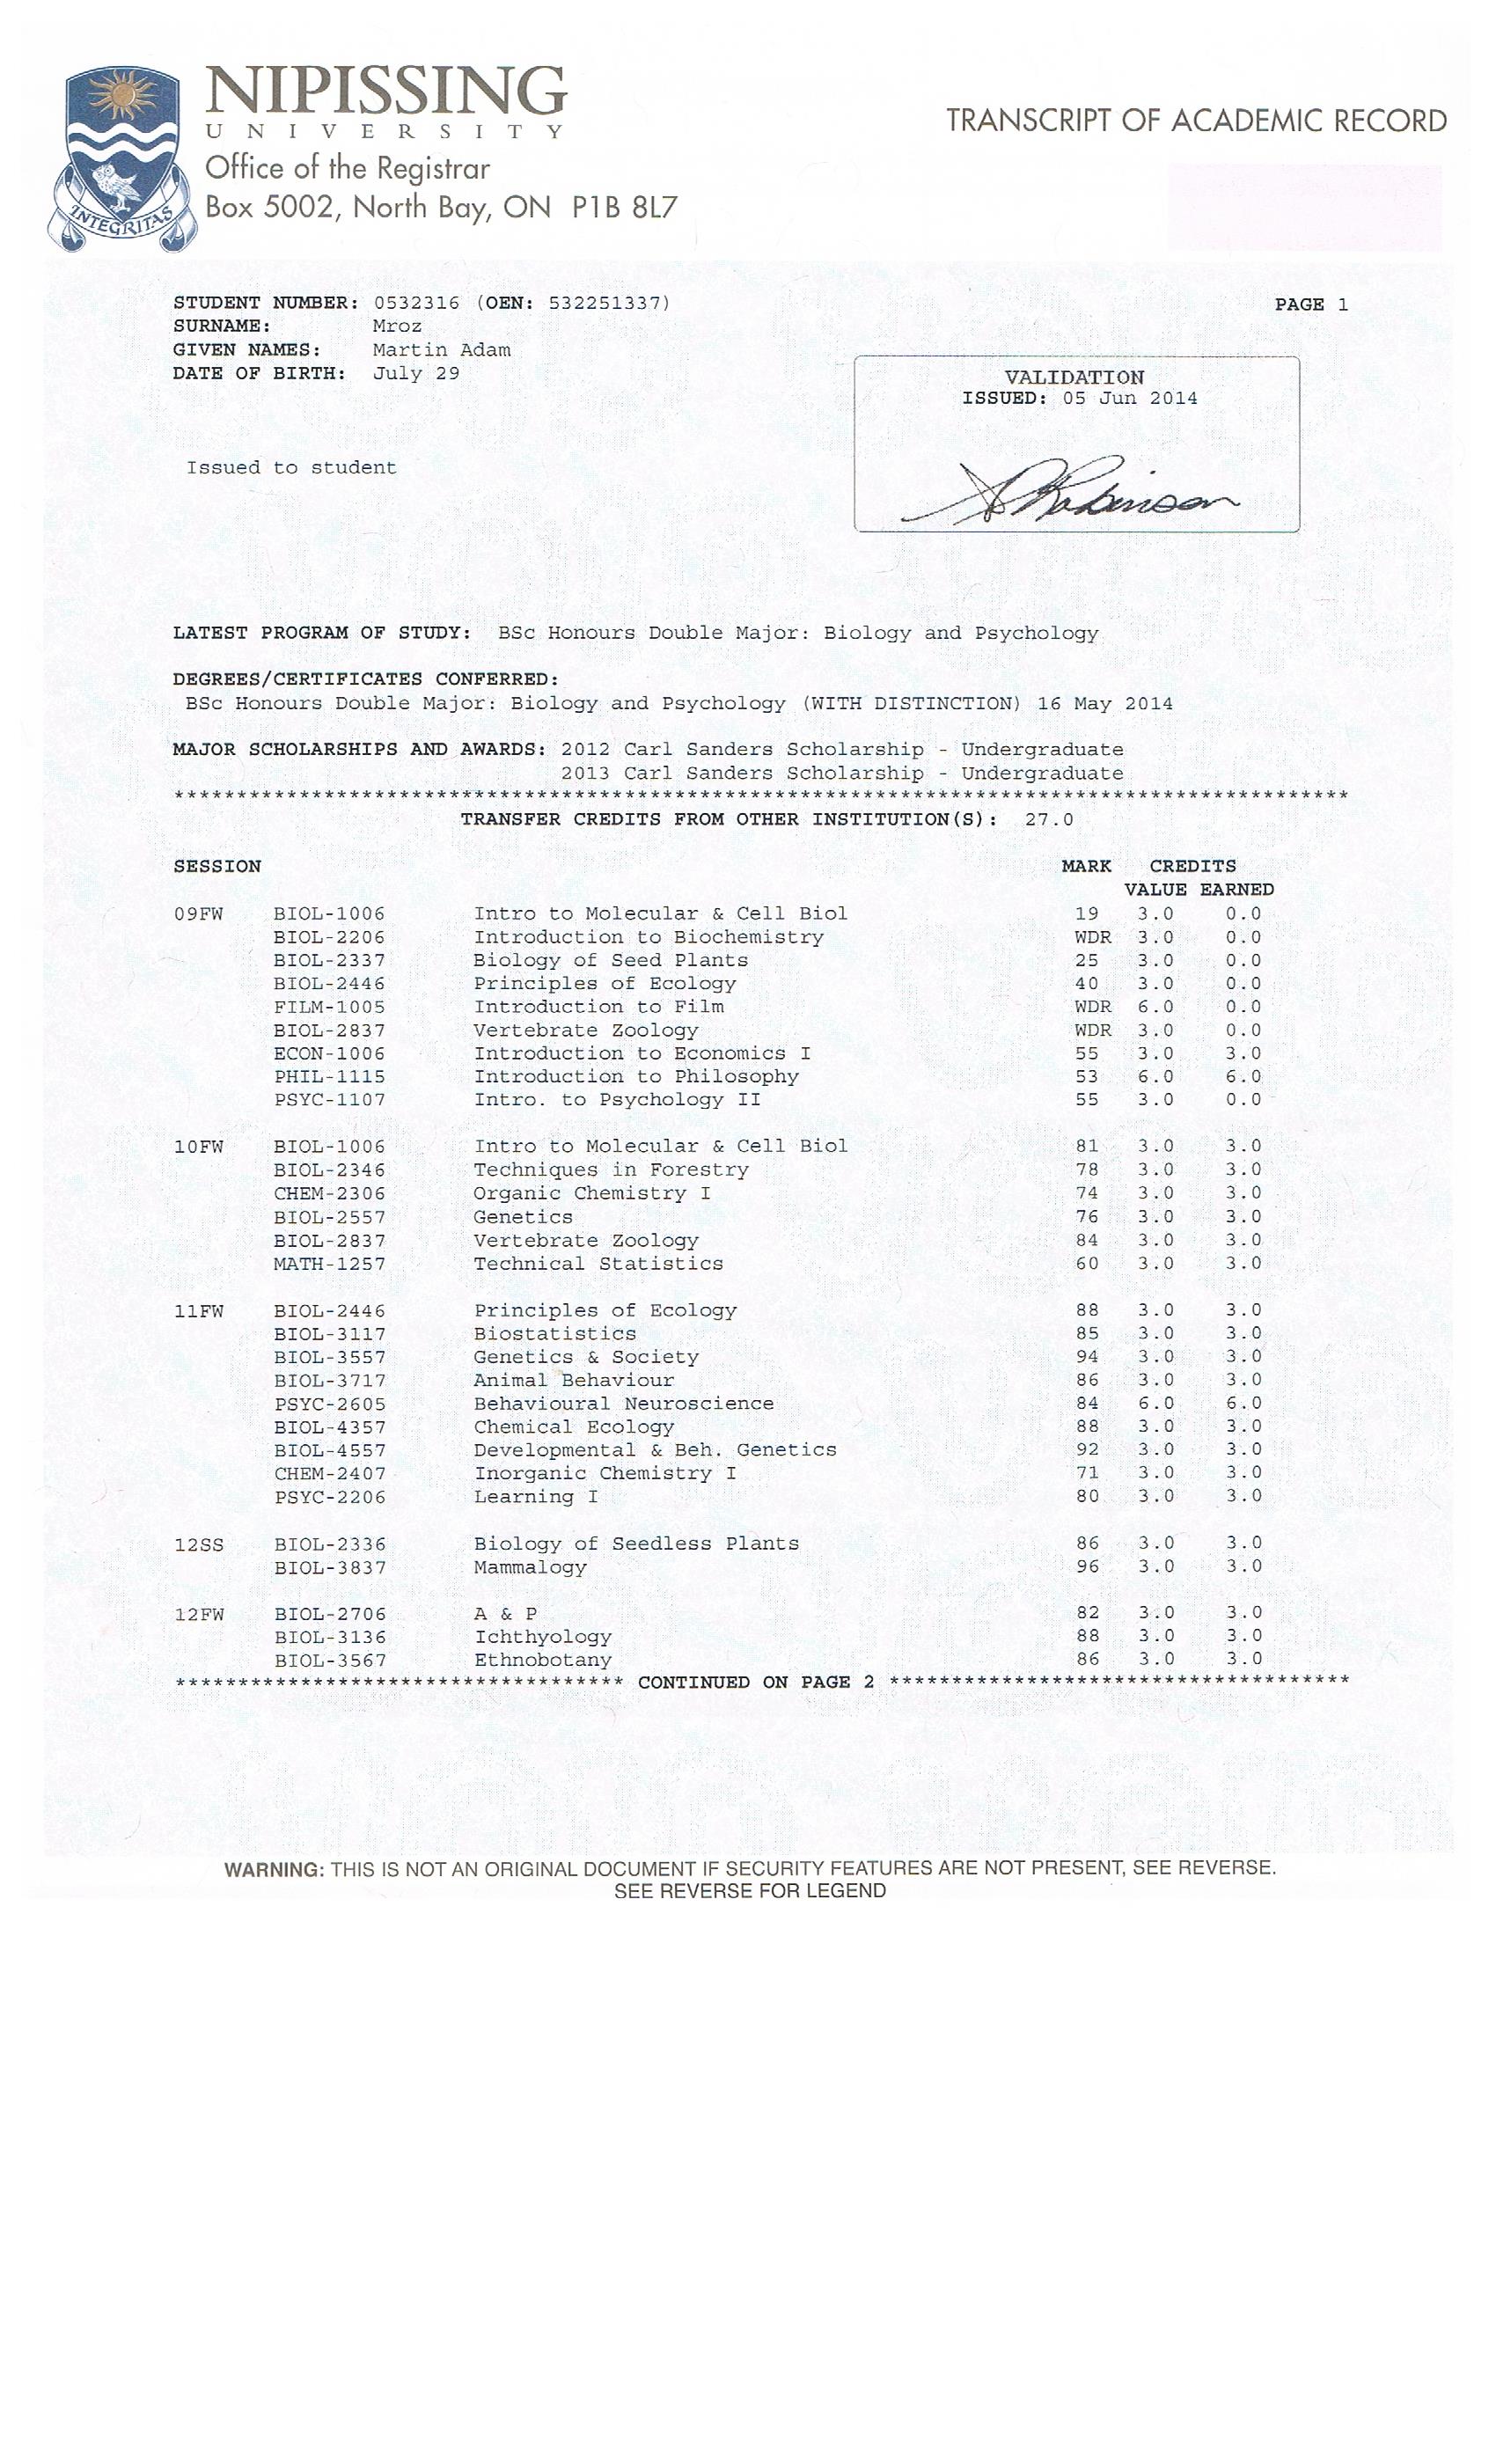 NIPISSING
UNIVERSITY
Office of the Registrar
Box 5002, North Bay, ON P1B 8L7
INTEGRITAS
TRANSCRIPT OF ACADEMIC RECORD
STUDENT NUMBER: 0532316 (OEN: 532251337) PAGE 1
SURNAME: Mroz
GIVEN NAMES: Martin Adam
DATE OF BIRTH: July 29
VALIDATION
ISSUED: 05 Jun 2014
Issued to student
Robinson
LATEST PROGRAM OF STUDY: BSc Honours Double Major: Biology and Psychology
DEGREES/CERTIFICATES CONFERRED:
BSc Honours Double Major: Biology and Psychology (WITH DISTINCTION) 16 May 2014
MAJOR SCHOLARSHIPS AND AWARDS: 2012 Carl Sanders Scholarship - Undergraduate
2013 Carl Sanders Scholarship - Undergraduate
**********************************************************************************************
TRANSFER CREDITS FROM OTHER INSTITUTION(S): 27.0
SESSION MARK CREDITS
VALUE EARNED
09FW BIOL-1006 Intro to Molecular & Cell Biol 19 3.0 0.0
BIOL-2206 Introduction to Biochemistry WDR 3.0 0.0
BIOL-2337 Biology of Seed Plants 25 3.0 0.0
BIOL-2446 Principles of Ecology 40 3.0 0.0
FILM-1005 Introduction to Film WDR 6.0 0.0
BIOL-2837 Vertebrate Zoology WDR 3.0 0.0
ECON-1006 Introduction to Economics I 55 3.0 3.0
PHIL-1115 Introduction to Philosophy 53 6.0 6.0
PSYC-1107 Intro. to Psychology II 55 3.0 0.0
10FW BIOL-1006 Intro to Molecular & Cell Biol 81 3.0 3.0
BIOL-2346 Techniques in Forestry 78 3.0 3.0
CHEM-2306 Organic Chemistry I 74 3.0 3.0
BIOL-2557 Genetics 76 3.0 3.0
BIOL-2837 Vertebrate Zoology 84 3.0 3.0
MATH-1257 Technical Statistics 60 3.0 3.0
11FW BIOL-2446 Principles of Ecology 88 3.0 3.0
BIOL-3117 Biostatistics 85 3.0 3.0
BIOL-3557 Genetics & Society 94 3.0 3.0
BIOL-3717 Animal Behaviour 86 3.0 3.0
PSYC-2605 Behavioural Neuroscience 84 6.0 6.0
BIOL-4357 Chemical Ecology 88 3.0 3.0
BIOL-4557 Developmental & Beh. Genetics 92 3.0 3.0
CHEM-2407 Inorganic Chemistry I 71 3.0 3.0
PSYC-2206 Learning I 80 3.0 3.0
12SS BIOL-2336 Biology of Seedless Plants 86 3.0 3.0
BIOL-3837 Mammalogy 96 3.0 3.0
12FW BIOL-2706 A & P 82 3.0 3.0
BIOL-3136 Ichthyology 88 3.0 3.0
BIOL-3567 Ethnobotany 86 3.0 3.0
************************************ CONTINUED ON PAGE 2 *************************************
WARNING: THIS IS NOT AN ORIGINAL DOCUMENT IF SECURITY FEATURES ARE NOT PRESENT, SEE REVERSE.
SEE REVERSE FOR LEGEND